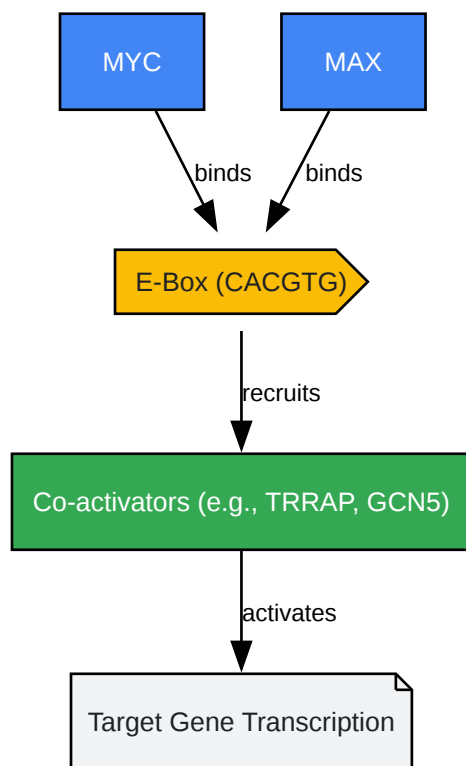 MYC
MAX
binds
binds
E-Box (CACGTG)
recruits
Co-activators (e.g., TRRAP, GCN5)
activates
Target Gene Transcription